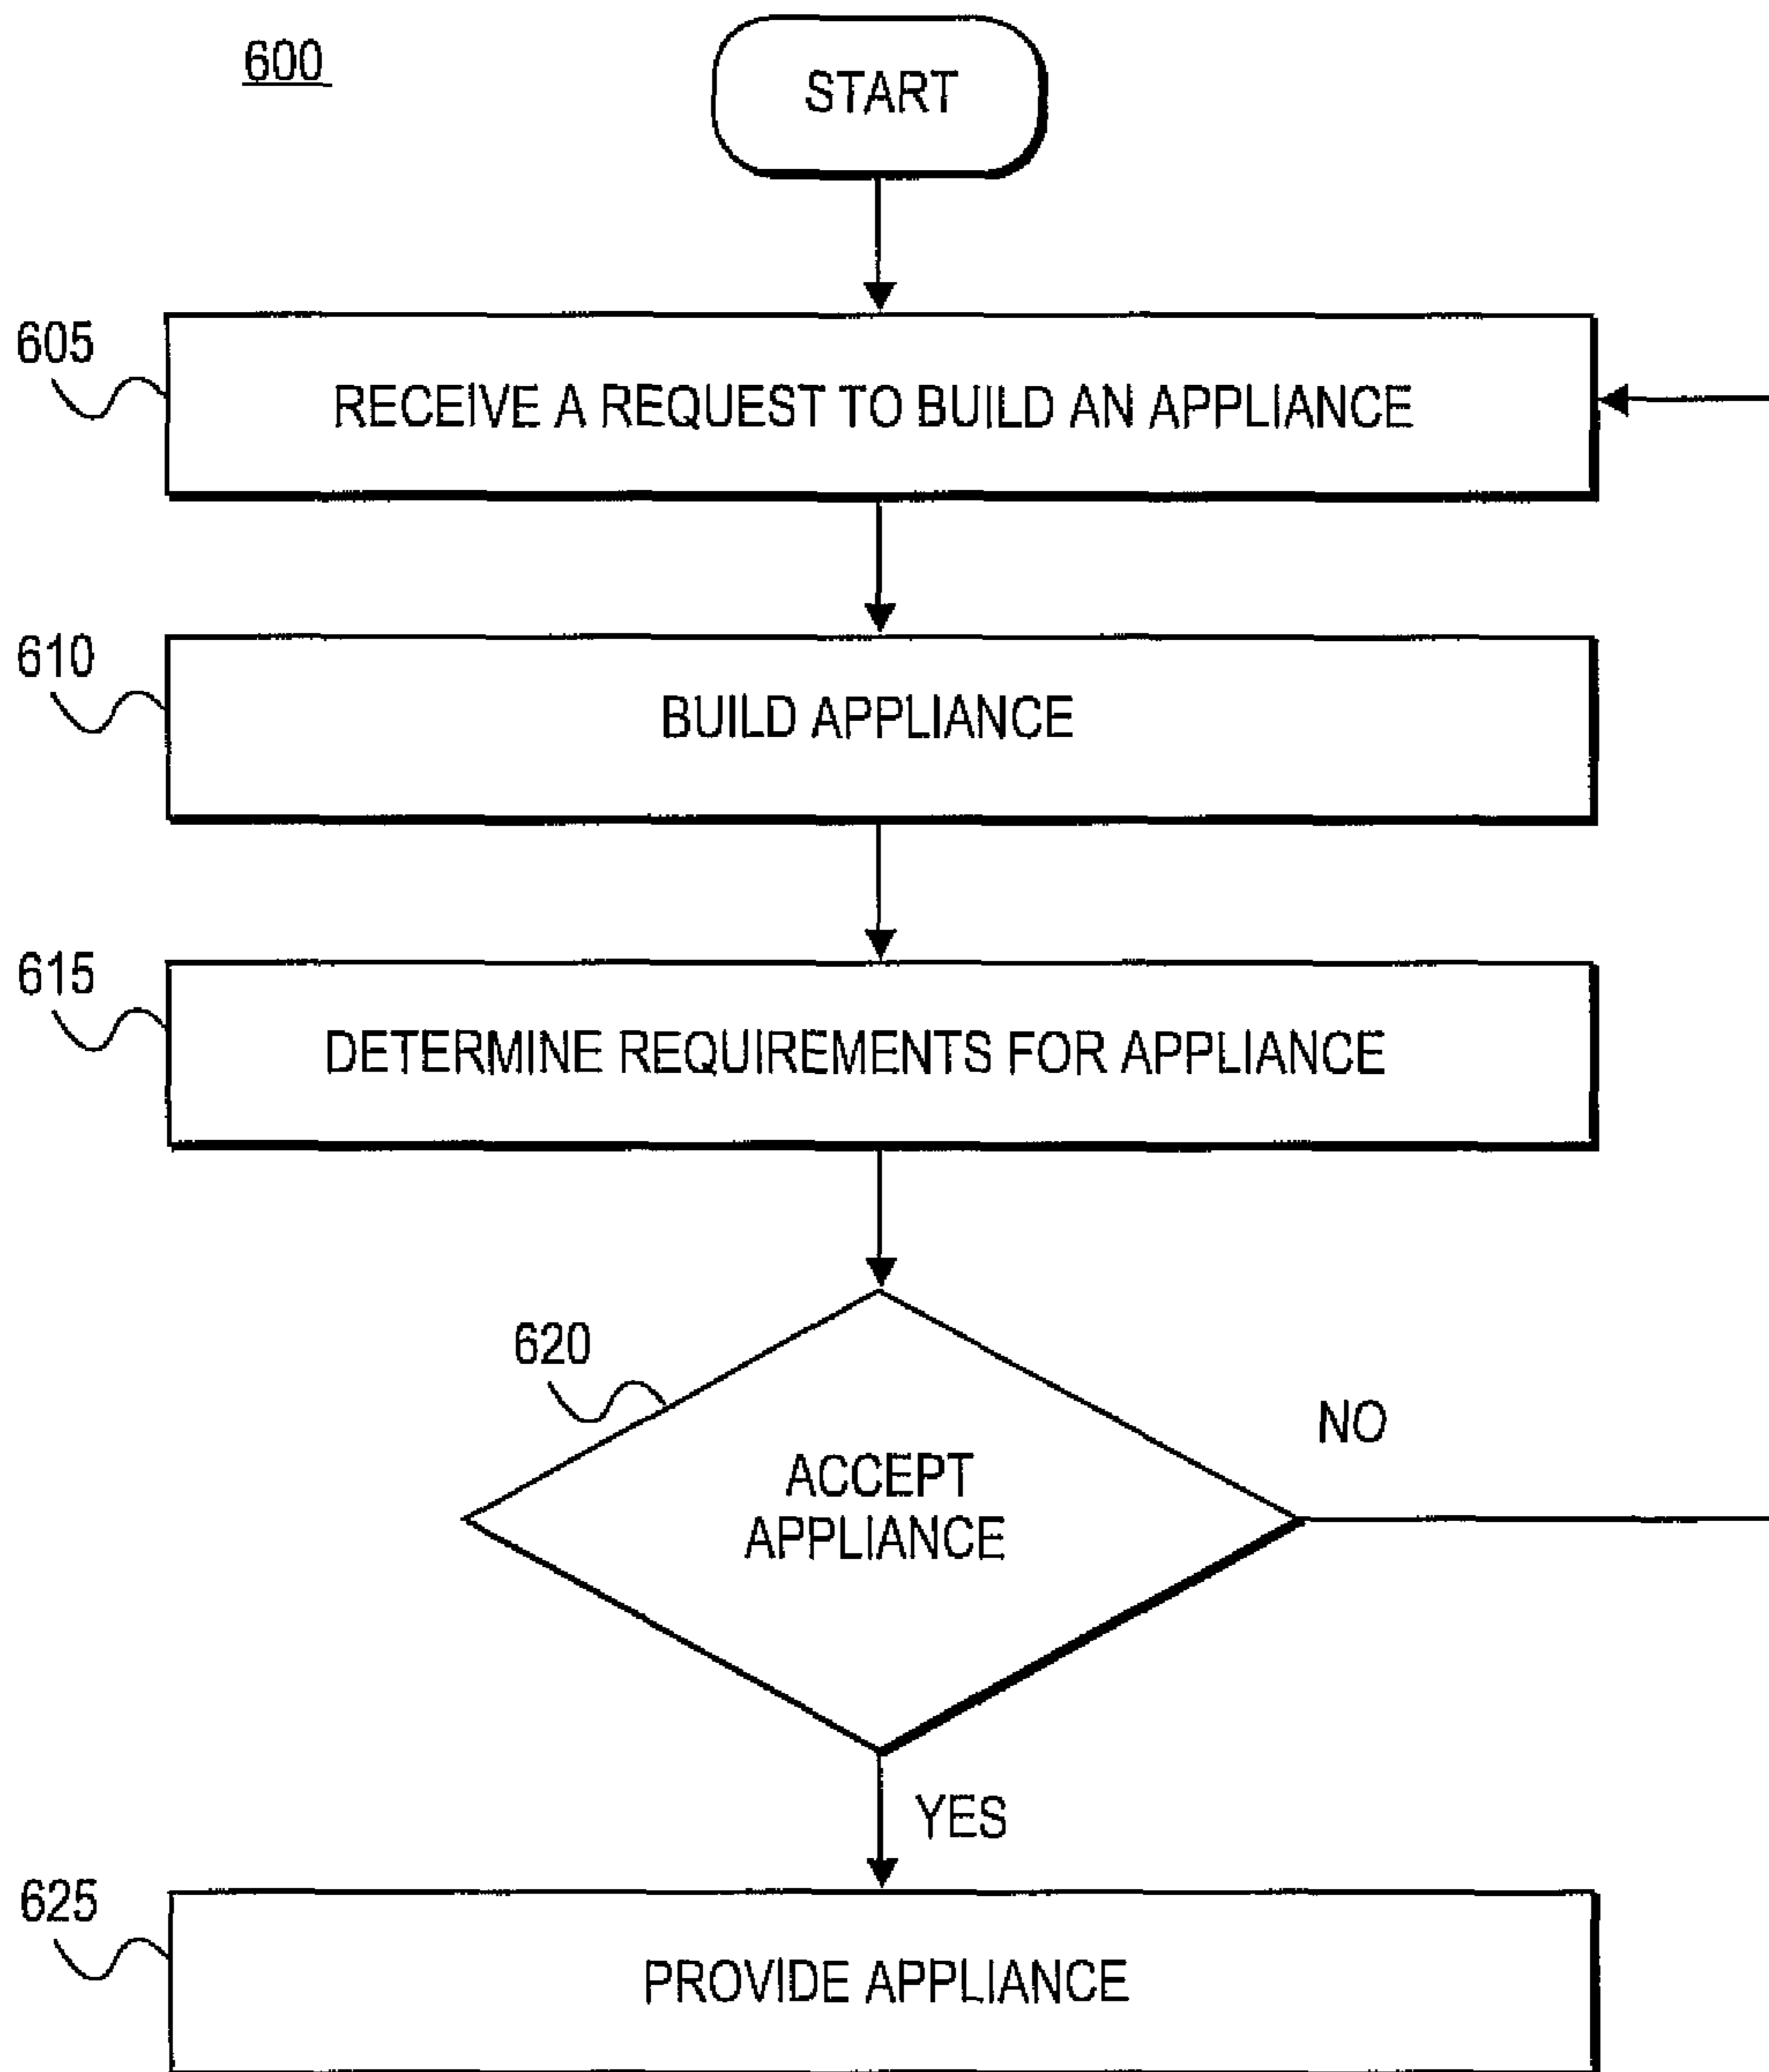 600
START
605
RECEIVE A REQUEST TO BUILD AN APPLIANCE
610
BUILD APPLIANCE
615
DETERMINE REQUIREMENTS FOR APPLIANCE
620
ACCEPT
APPLIANCE
NO
YES
625
PROVIDE APPLIANCE